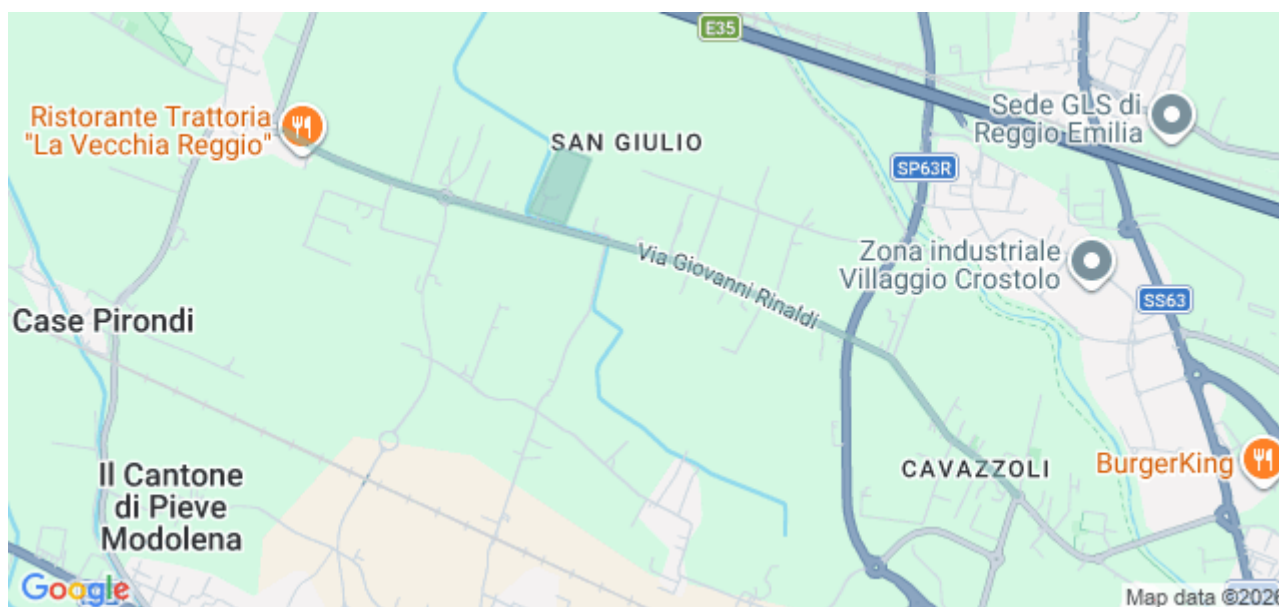 E35
Ristorante Trattoria
"La Vecchia Reggio"
SAN GIULIO
Sede GLS di
Reggio Emilia
SP63R
Via Giovanni Rinaldi
Zona industriale
Villaggio Crostolo
SS63
Case Pirondi
Il Cantone
di Pieve
Modolena
CAVAZZOLI
BurgerKing
Google
Map data ©2026